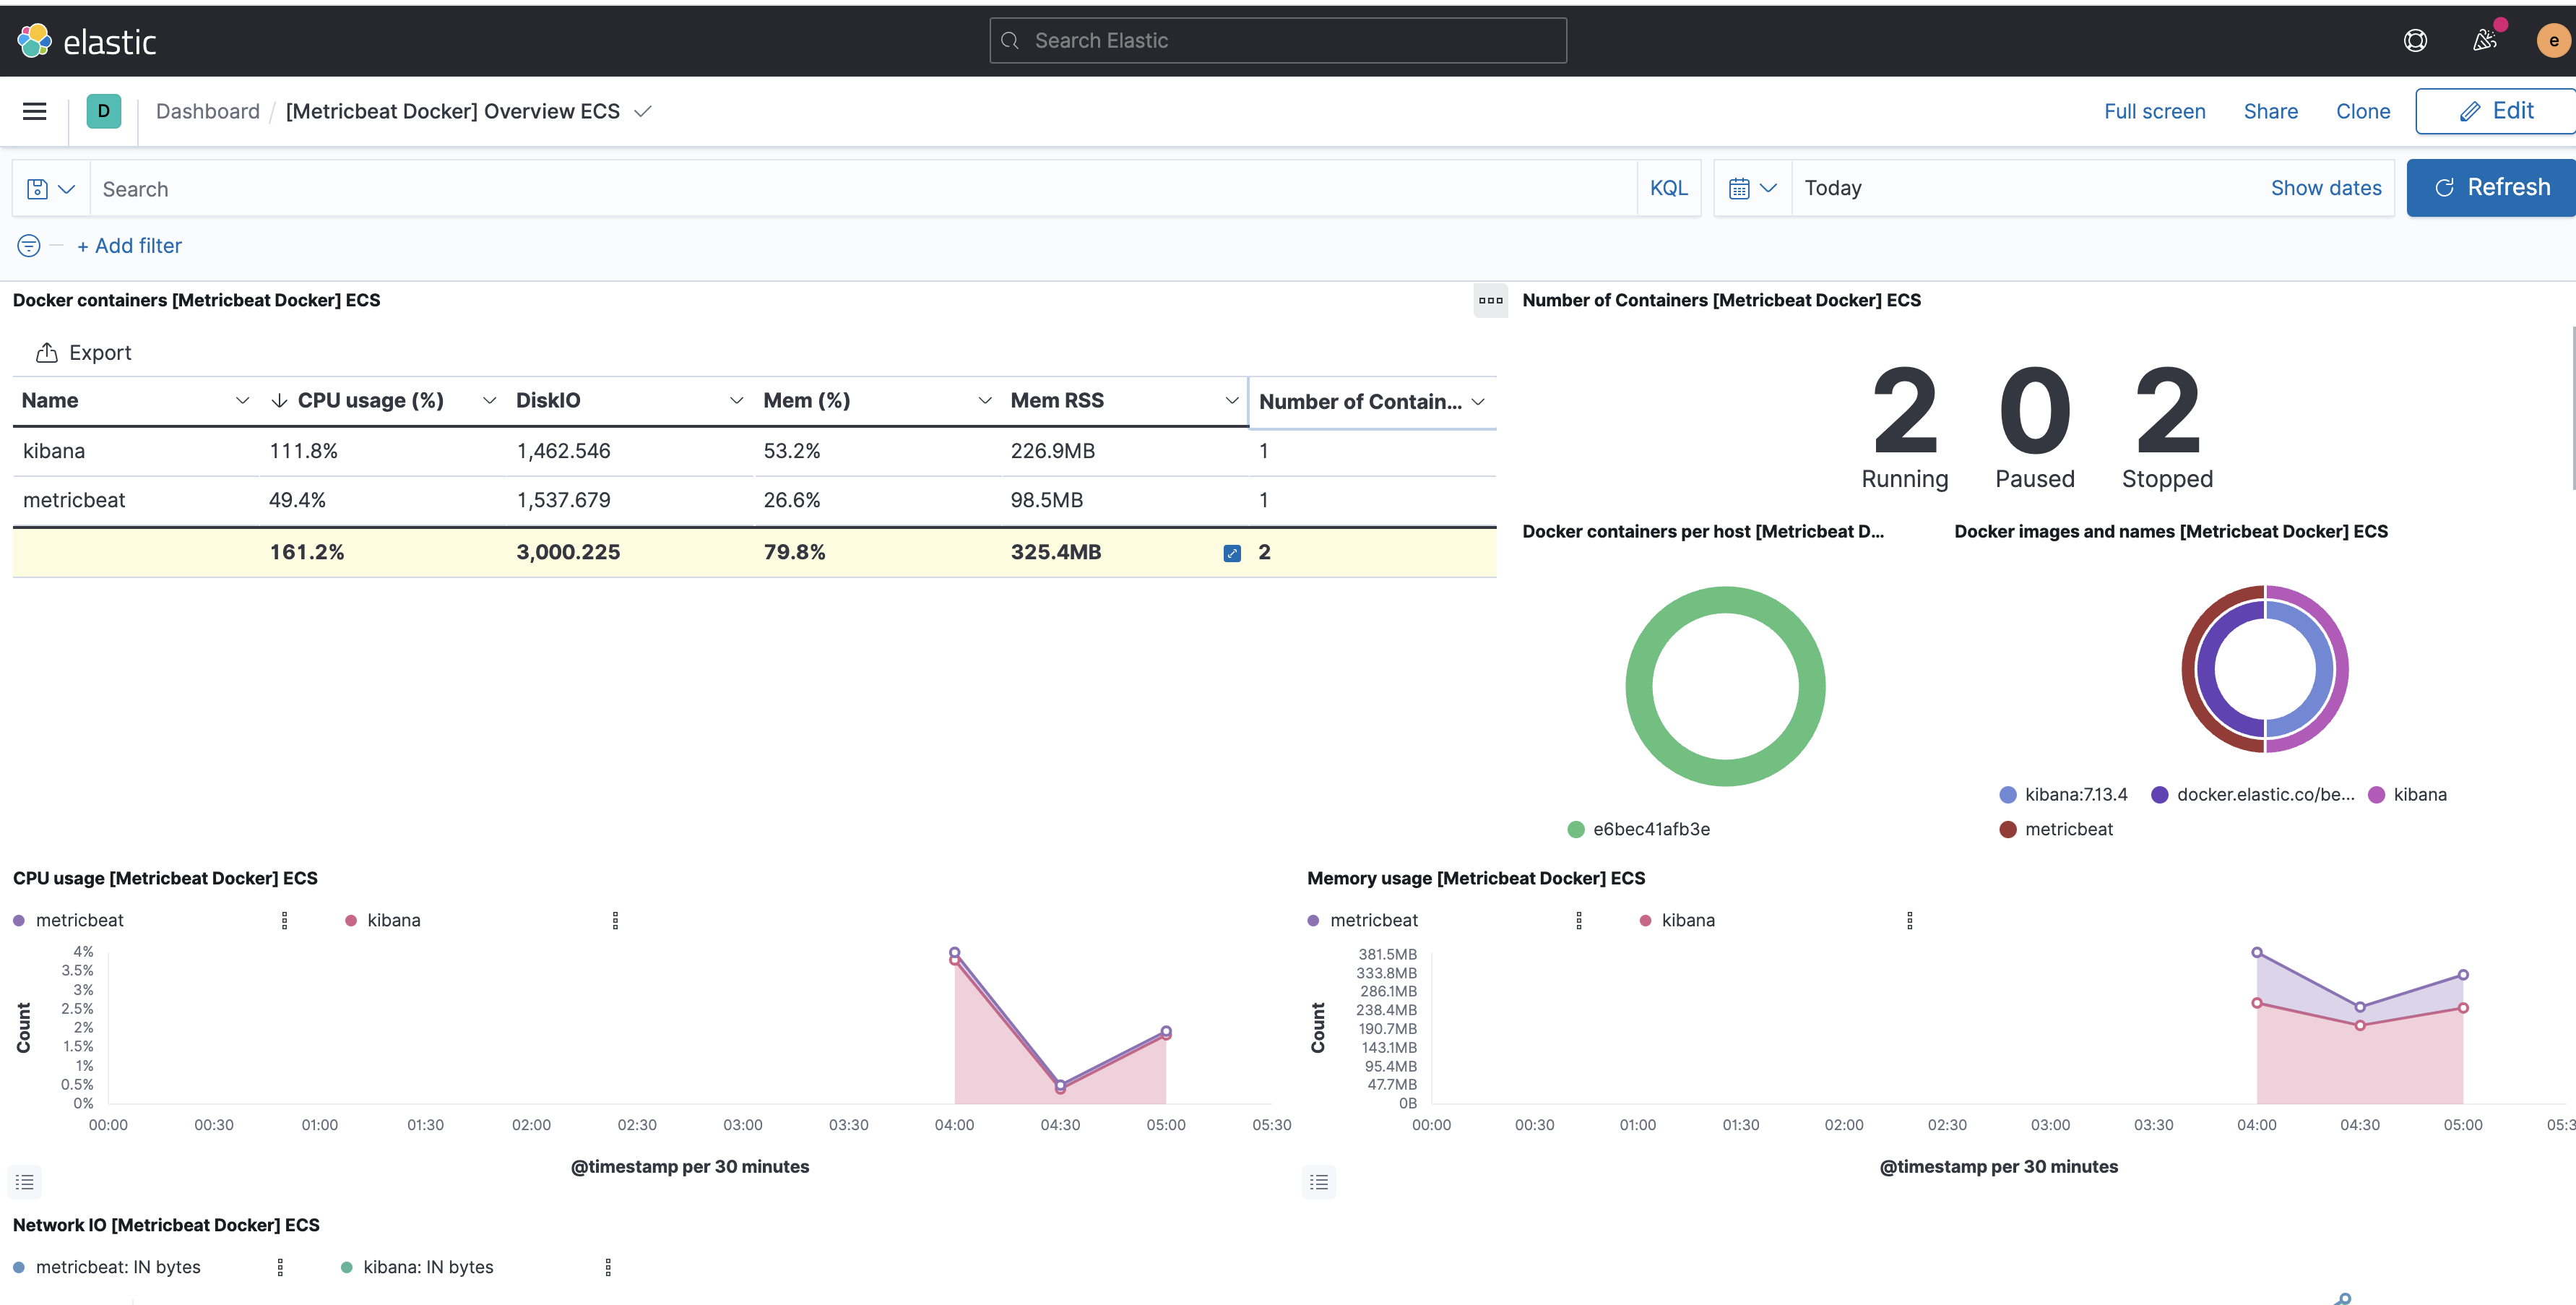 elastic
Search Elastic
e
D
Dashboard / [Metricbeat Docker] Overview ECS
Full screen Share Clone Edit
Search KQL Today Show dates Refresh
+ Add filter
Docker containers [Metricbeat Docker] ECS
Export
Name CPU usage (%) DiskIO Mem (%) Mem RSS Number of Contain...
kibana 111.8% 1,462.546 53.2% 226.9MB 1
metricbeat 49.4% 1,537.679 26.6% 98.5MB 1
161.2% 3,000.225 79.8% 325.4MB 2
Number of Containers [Metricbeat Docker] ECS
2 0 2
Running Paused Stopped
Docker containers per host [Metricbeat D...
e6bec41afb3e
Docker images and names [Metricbeat Docker] ECS
kibana:7.13.4 docker.elastic.co/be... kibana
metricbeat
CPU usage [Metricbeat Docker] ECS
metricbeat kibana
4%
3.5%
3%
2.5%
2%
1.5%
1%
0.5%
0%
Count
00:00 00:30 01:00 01:30 02:00 02:30 03:00 03:30 04:00 04:30 05:00 05:30
@timestamp per 30 minutes
Memory usage [Metricbeat Docker] ECS
metricbeat kibana
381.5MB
333.8MB
286.1MB
238.4MB
190.7MB
143.1MB
95.4MB
47.7MB
0B
Count
00:00 00:30 01:00 01:30 02:00 02:30 03:00 03:30 04:00 04:30 05:00 05:3
@timestamp per 30 minutes
Network IO [Metricbeat Docker] ECS
metricbeat: IN bytes kibana: IN bytes